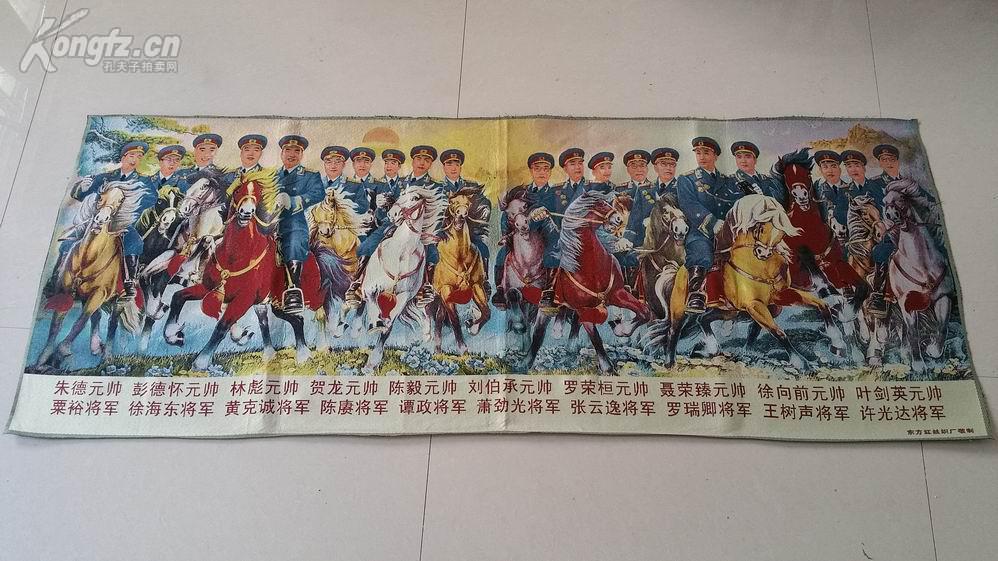 Kongfz.cn
孔夫子拍卖网
朱德元帅 彭德怀元帅 林彪元帅 贺龙元帅 陈毅元帅 刘伯承元帅 罗荣桓元帅 聂荣臻元帅 徐向前元帅 叶剑英元帅
粟裕将军 徐海东将军 黄克诚将军 陈赓将军 谭政将军 萧劲光将军 张云逸将军 罗瑞卿将军 王树声将军 许光达将军
东方红丝织厂敬制